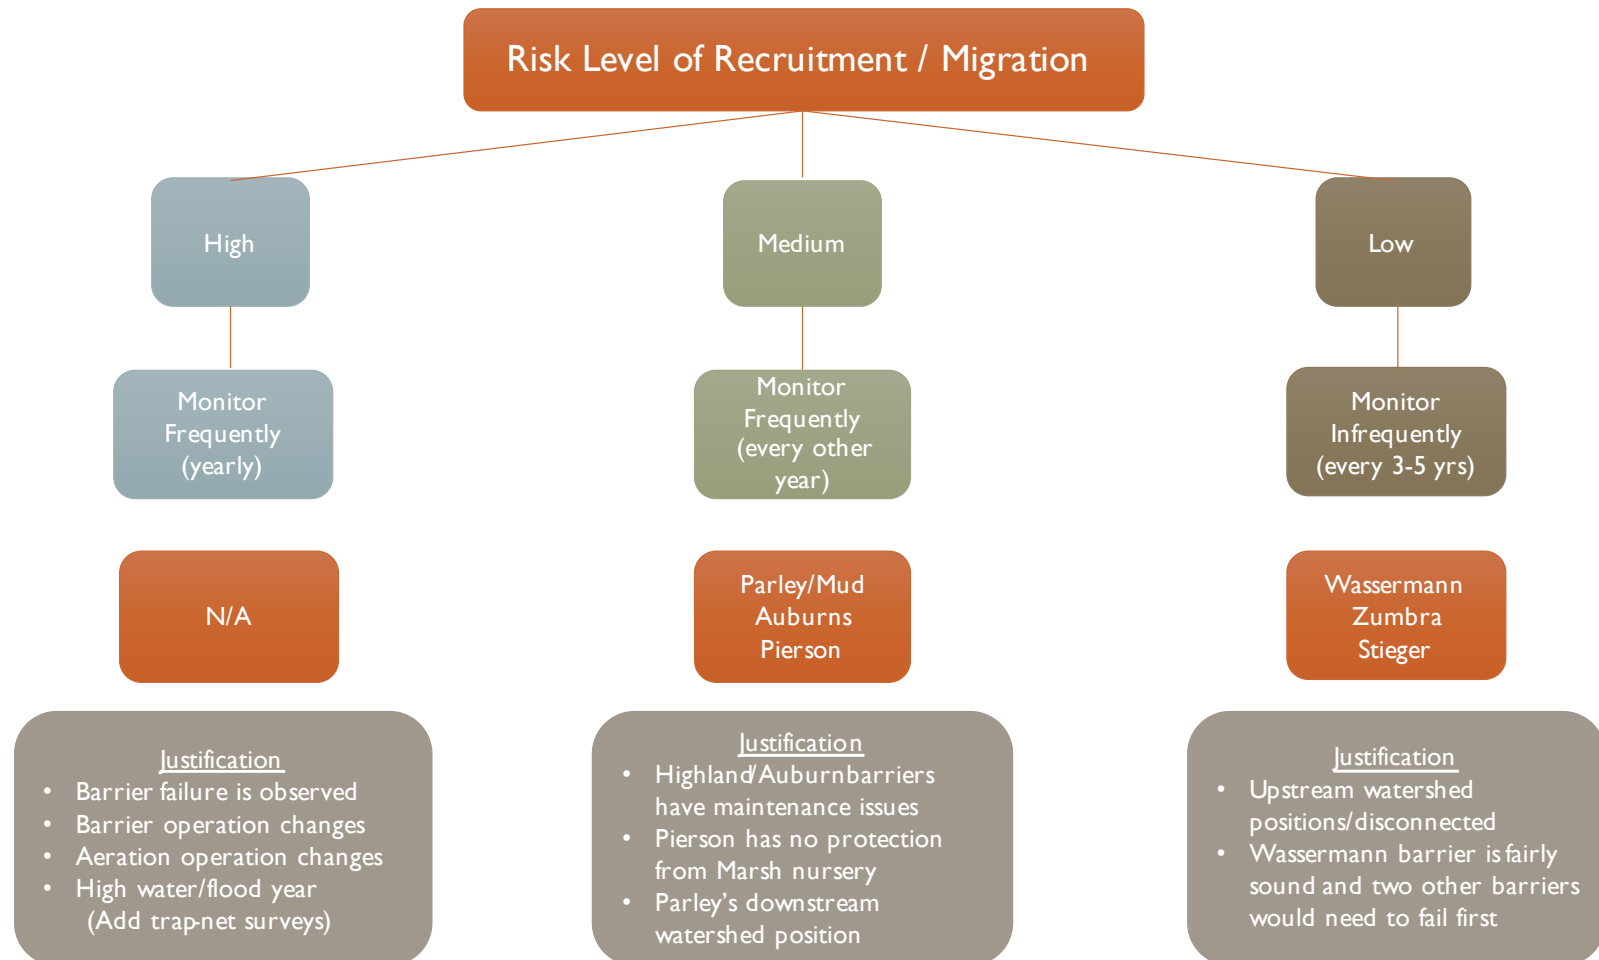 Risk Level of Recruitment / Migration
High
Medium
Low
Monitor
Frequently
(yearly)
Monitor
Frequently
(every other
year)
Monitor
Infrequently
(every 3-5 yrs)
N/A
Parley/Mud
Auburns
Pierson
Wassermann
Zumbra
Stieger
Justification
• Barrier failure is observed
• Barrier operation changes
• Aeration operation changes
• High water/flood year
(Add trap-net surveys)
Justification
• Highland/Auburn barriers
have maintenance issues
• Pierson has no protection
from Marsh nursery
• Parley's downstream
watershed position
Justification
• Upstream watershed
positions/disconnected
• Wassermann barrier is fairly
sound and two other barriers
would need to fail first